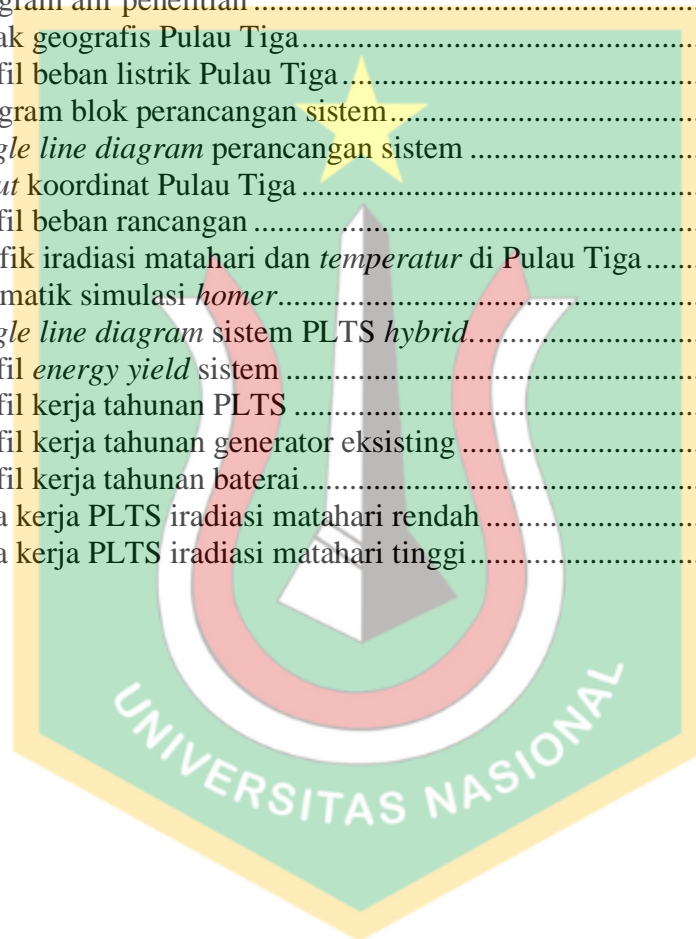 gram alir penelitian ........................................................
ak geografis Pulau Tiga ........................................................
fil beban listrik Pulau Tiga ........................................................
gram blok perancangan sistem ........................................................
gle line diagram perancangan sistem ........................................................
ut koordinat Pulau Tiga ........................................................
fil beban rancangan ........................................................
fik iradiasi matahari dan temperatur di Pulau Tiga ........
matik simulasi homer ........................................................
gle line diagram sistem PLTS hybrid ........................................................
fil energy yield sistem ........................................................
fil kerja tahunan PLTS ........................................................
fil kerja tahunan generator eksisting ........................................................
fil kerja tahunan baterai ........................................................
a kerja PLTS iradiasi matahari rendah ........................................................
a kerja PLTS iradiasi matahari tinggi ........................................................
UNIVERSITAS NASIONAL